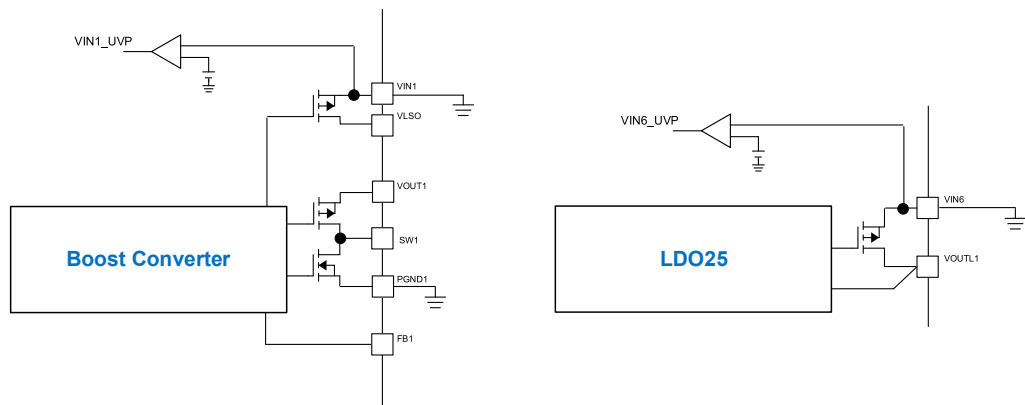 VIN1_UVP
VIN1
VLSO
VOUT1
SW1
PGND1
FB1
Boost Converter
VIN6_UVP
VIN6
VOUTL1
LDO25